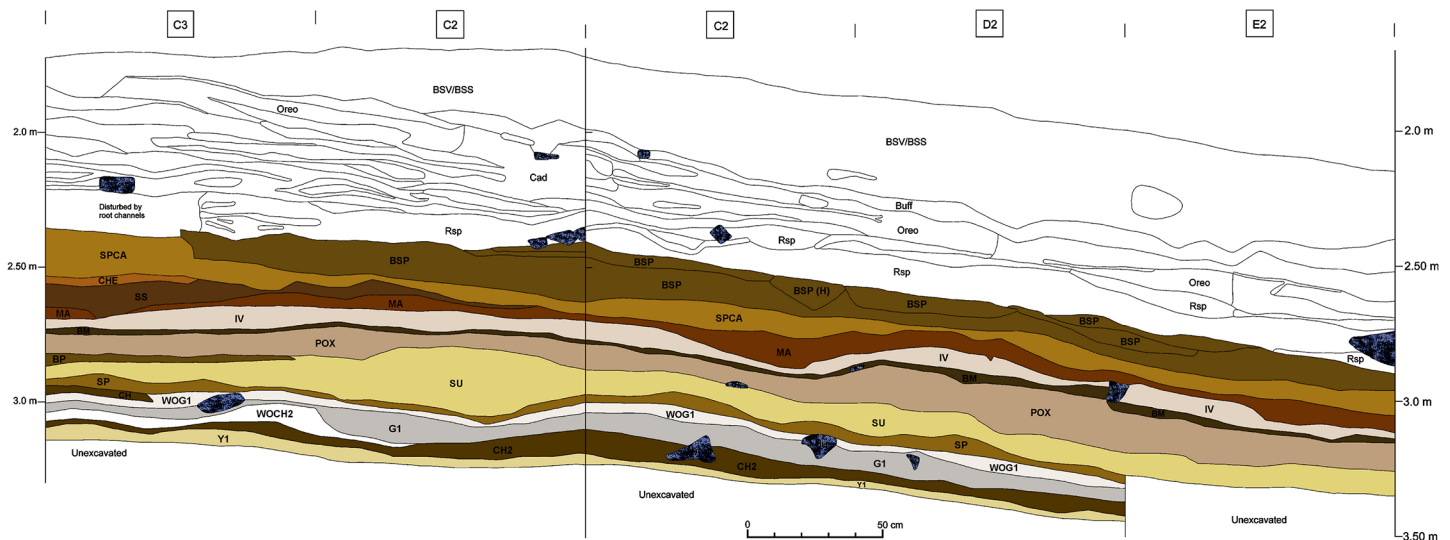 C3
C2
C2
D2
E2
BSV/BSS
Oreo
2.0 m
2.0 m
BSV/BSS
Cad
Disturbed by
root channels
Buff
Rsp
Oreo
Rsp
SPCA
BSP
BSP
Rsp
2.50 m
2.50 m
CHE
BSP
BSP (H)
Oreo
SS
BSP
MA
MA
Rsp
IV
SPCA
BSP
BM
POX
BSP
BP
MA
IV
Rsp
SP
SU
BM
CH
WOG1
3.0 m
3.0 m
WOCH2
WOG1
POX
BM
IV
G1
SU
Y1
SP
Unexcavated
CH2
CH2
G1
WOG1
Y1
Unexcavated
Unexcavated
0
50 cm
3.50 m